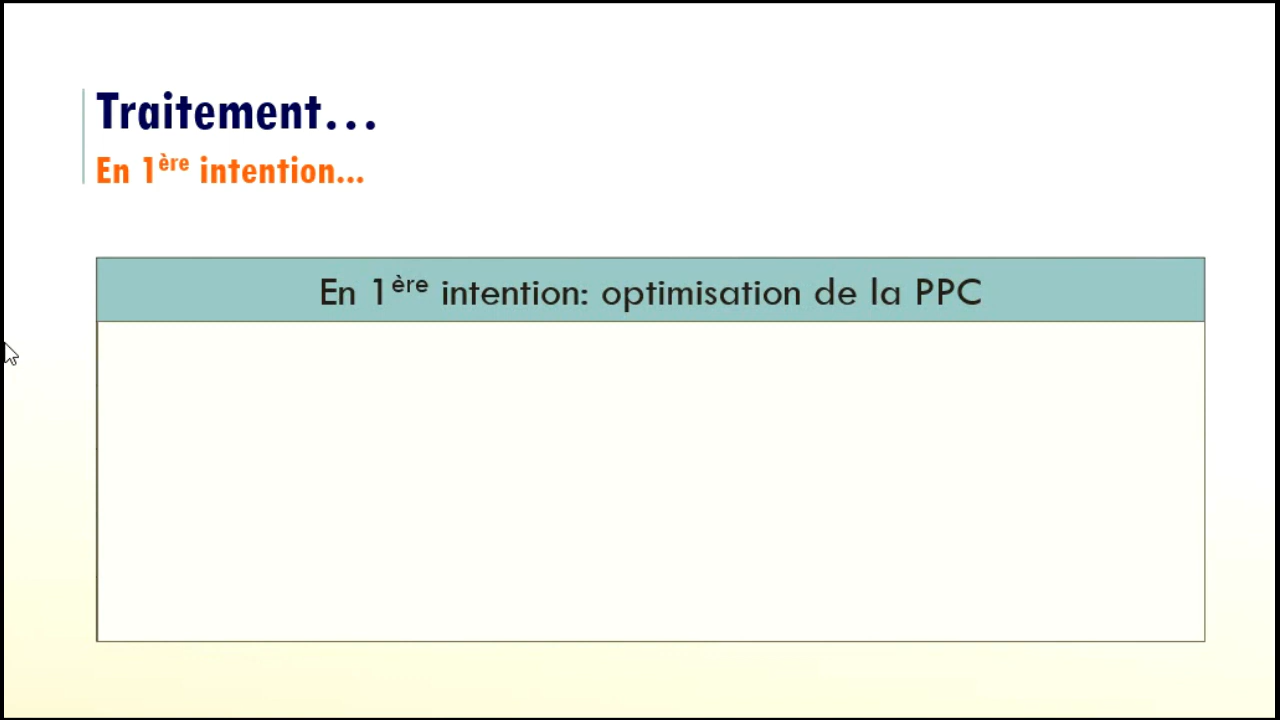 Traitement…
En 1ère intention...
En 1ère intention: optimisation de la PPC